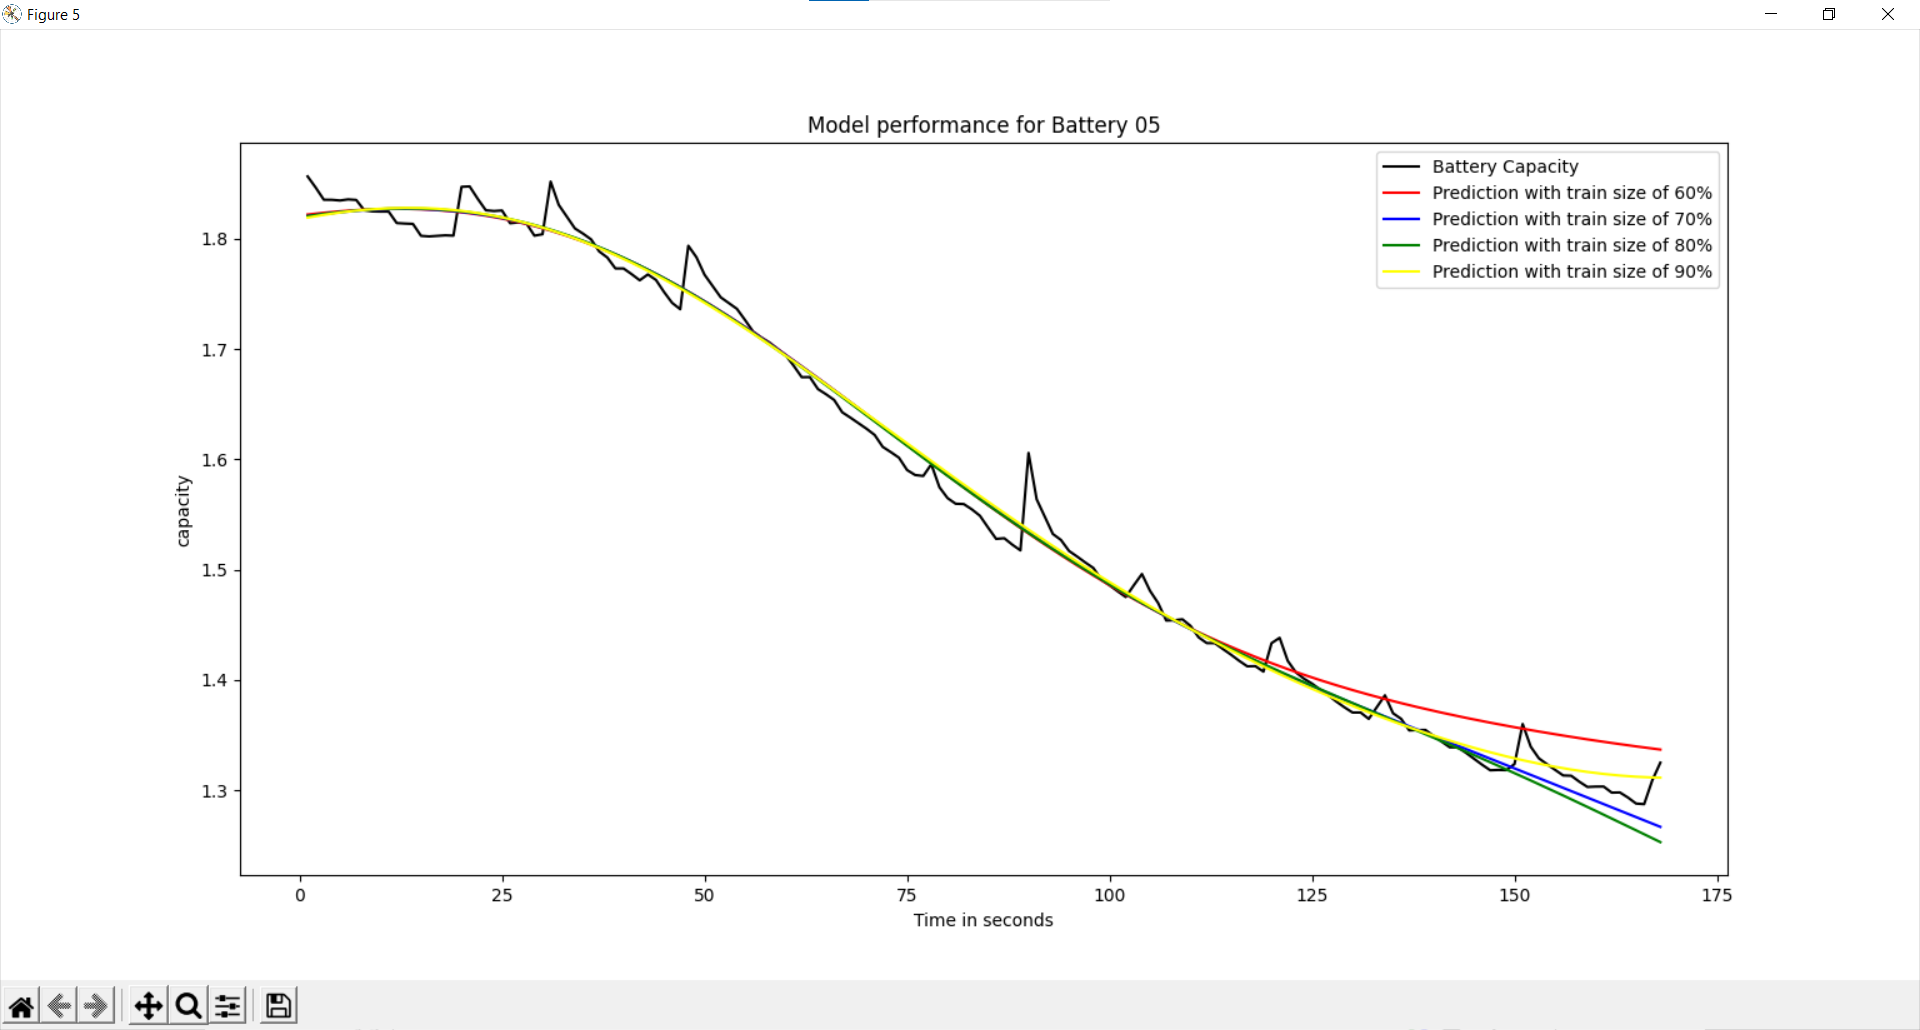 Figure 5
Model performance for Battery 05
Battery Capacity
Prediction with train size of 60%
Prediction with train size of 70%
Prediction with train size of 80%
Prediction with train size of 90%
1.8
1.7
1.6
1.5
1.4
1.3
capacity
0 25 50 75 100 125 150 175
Time in seconds